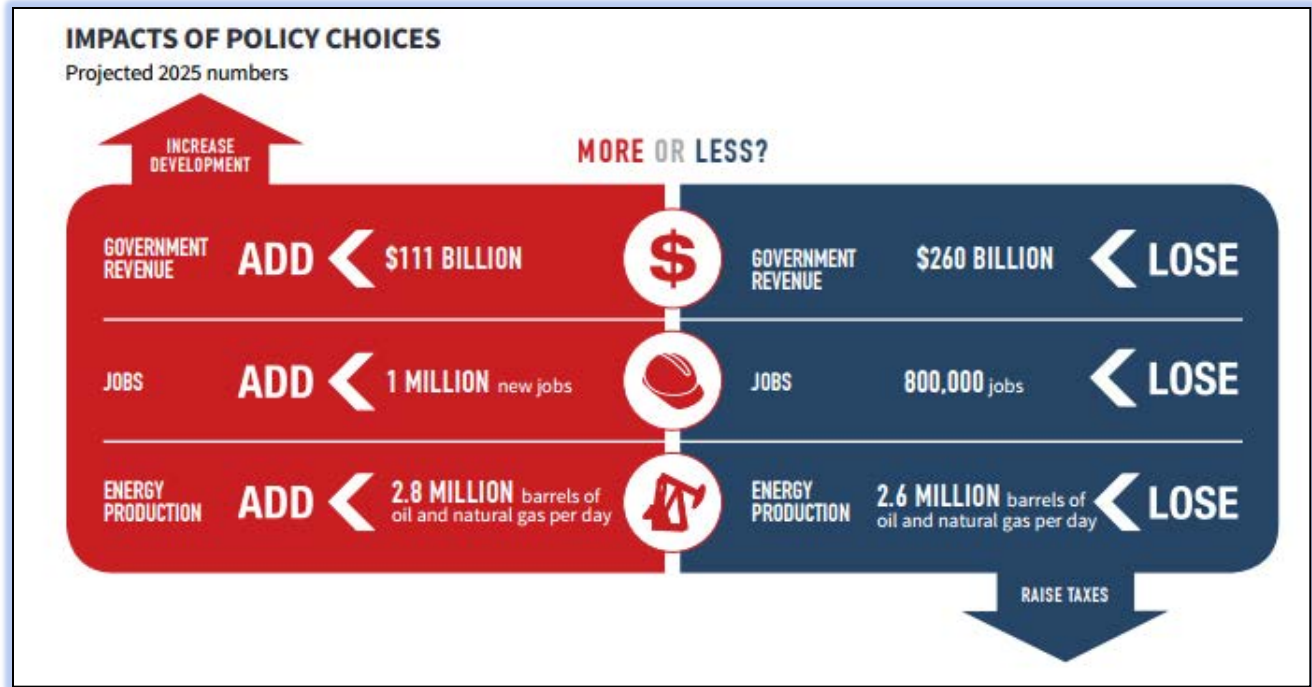 IMPACTS OF POLICY CHOICES
Projected 2025 numbers
INCREASE
DEVELOPMENT
MORE OR LESS?
GOVERNMENT
REVENUE
ADD
$111 BILLION
$
GOVERNMENT
REVENUE
$260 BILLION
LOSE
JOBS
ADD
1 MILLION new jobs
JOBS
800,000 jobs
LOSE
ENERGY
PRODUCTION
ADD
2.8 MILLION barrels of
oil and natural gas per day
ENERGY
PRODUCTION
2.6 MILLION barrels of
oil and natural gas per day
LOSE
RAISE TAXES